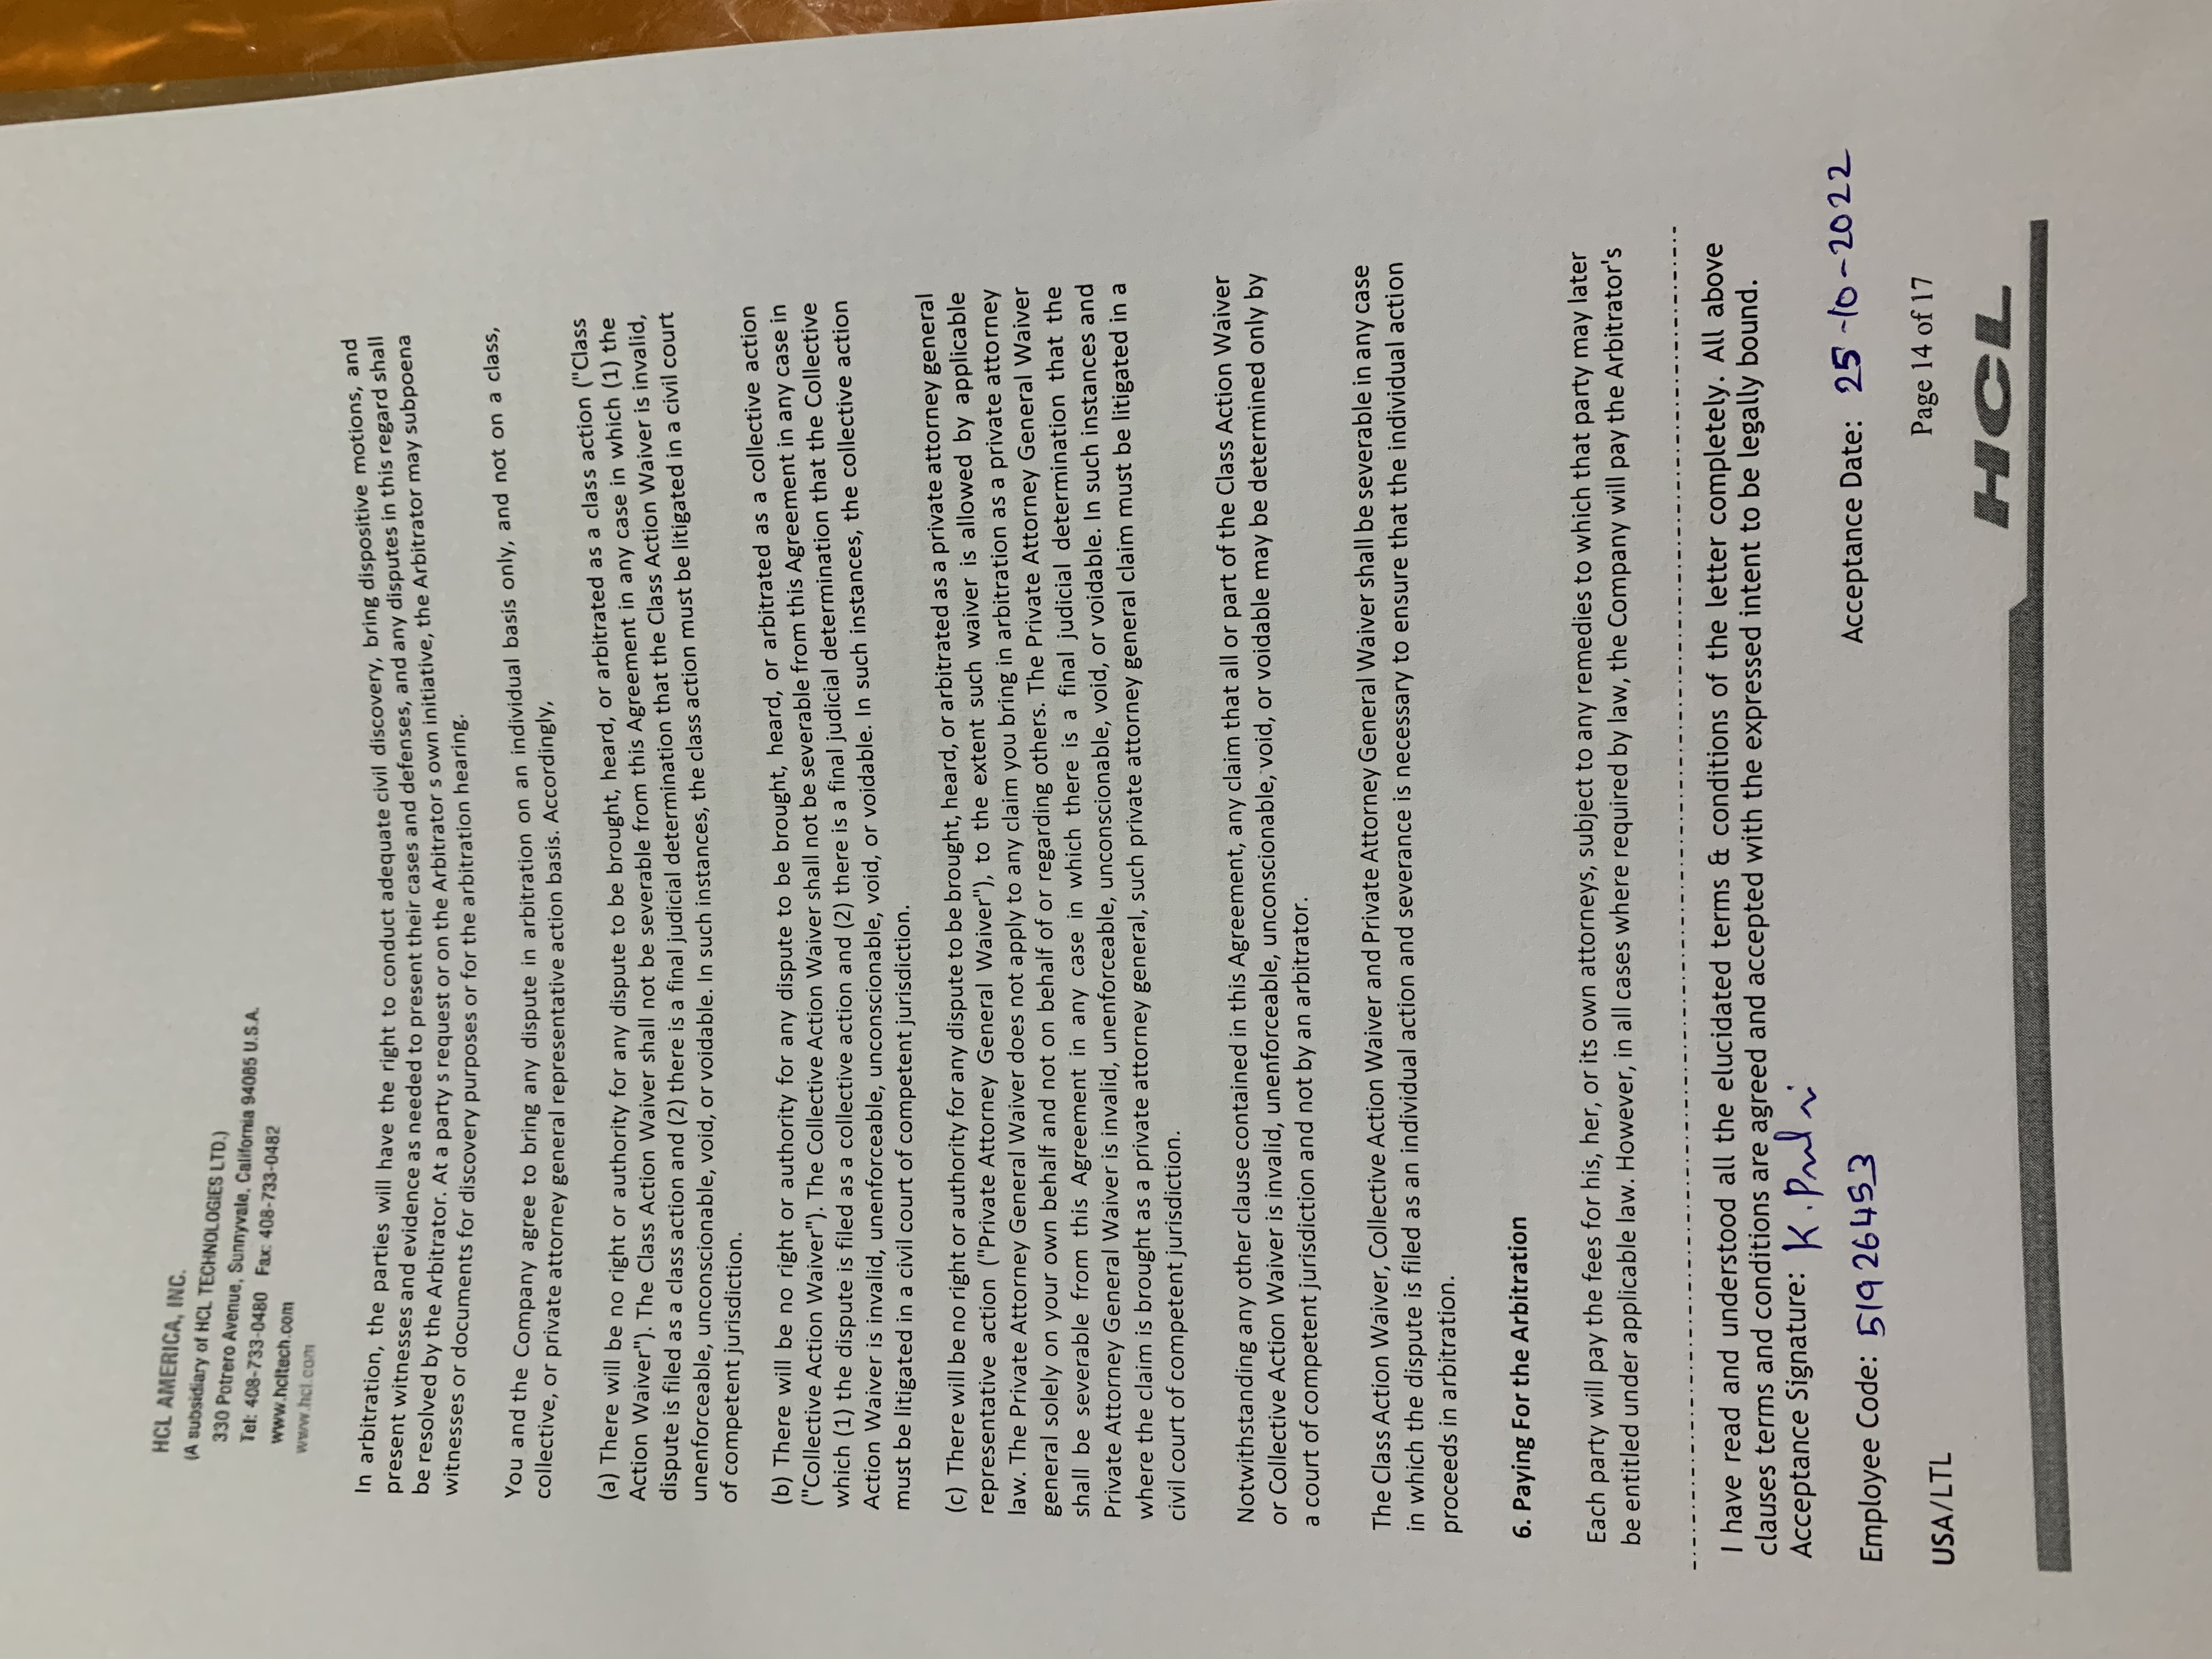 HCL AMERICA, INC.
(A subsidiary of HCL TECHNOLOGIES LTD.)
330 Potrero Avenue, Sunnyvale, California 94085 U.S.A.
Tel: 408-733-0480 Fax: 408-733-0482
www.hcltech.com
www.hcl.com
In arbitration, the parties will have the right to conduct adequate civil discovery, bring dispositive motions, and
present witnesses and evidence as needed to present their cases and defenses, and any disputes in this regard shall
be resolved by the Arbitrator. At a party s request or on the Arbitrator s own initiative, the Arbitrator may subpoena
witnesses or documents for discovery purposes or for the arbitration hearing.
You and the Company agree to bring any dispute in arbitration on an individual basis only, and not on a class,
collective, or private attorney general representative action basis. Accordingly,
(a) There will be no right or authority for any dispute to be brought, heard, or arbitrated as a class action ("Class
Action Waiver"). The Class Action Waiver shall not be severable from this Agreement in any case in which (1) the
dispute is filed as a class action and (2) there is a final judicial determination that the Class Action Waiver is invalid,
unenforceable, unconscionable, void, or voidable. In such instances, the class action must be litigated in a civil court
of competent jurisdiction.
(b) There will be no right or authority for any dispute to be brought, heard, or arbitrated as a collective action
("Collective Action Waiver"). The Collective Action Waiver shall not be severable from this Agreement in any case in
which (1) the dispute is filed as a collective action and (2) there is a final judicial determination that the Collective
Action Waiver is invalid, unenforceable, unconscionable, void, or voidable. In such instances, the collective action
must be litigated in a civil court of competent jurisdiction.
(c) There will be no right or authority for any dispute to be brought, heard, or arbitrated as a private attorney general
representative action ("Private Attorney General Waiver"), to the extent such waiver is allowed by applicable
law. The Private Attorney General Waiver does not apply to any claim you bring in arbitration as a private attorney
general solely on your own behalf and not on behalf of or regarding others. The Private Attorney General Waiver
shall be severable from this Agreement in any case in which there is a final judicial determination that the
Private Attorney General Waiver is invalid, unenforceable, unconscionable, void, or voidable. In such instances and
where the claim is brought as a private attorney general, such private attorney general claim must be litigated in a
civil court of competent jurisdiction.
Notwithstanding any other clause contained in this Agreement, any claim that all or part of the Class Action Waiver
or Collective Action Waiver is invalid, unenforceable, unconscionable, void, or voidable may be determined only by
a court of competent jurisdiction and not by an arbitrator.
The Class Action Waiver, Collective Action Waiver and Private Attorney General Waiver shall be severable in any case
in which the dispute is filed as an individual action and severance is necessary to ensure that the individual action
proceeds in arbitration.
6. Paying For the Arbitration
Each party will pay the fees for his, her, or its own attorneys, subject to any remedies to which that party may later
be entitled under applicable law. However, in all cases where required by law, the Company will pay the Arbitrator's
I have read and understood all the elucidated terms & conditions of the letter completely. All above
clauses terms and conditions are agreed and accepted with the expressed intent to be legally bound.
Acceptance Signature: K.
Employee Code: 51926453
Acceptance Date: 25-10-2022
Page 14 of 17
USA/LTL
HCL